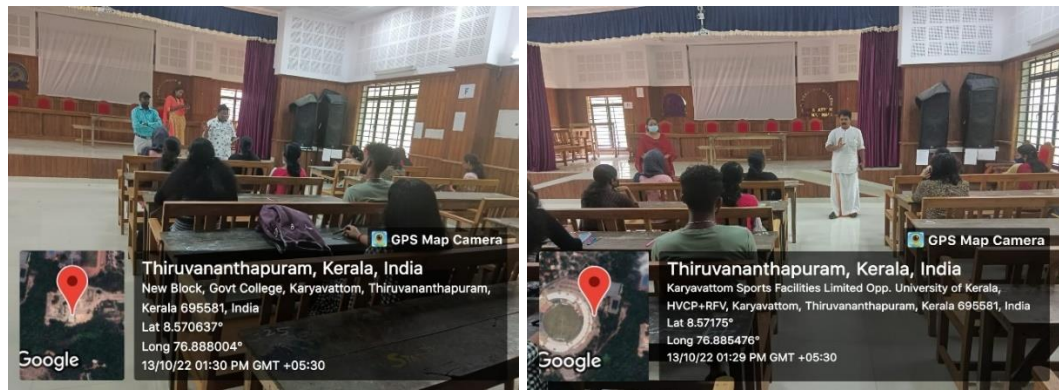 F
GPS Map Camera
Thiruvananthapuram, Kerala, India
New Block, Govt College, Karyavattom, Thiruvananthapuram,
Kerala 695581, India
Lat 8.570637°
Long 76.888004°
13/10/22 01:30 PM GMT +05:30
Google
GPS Map Camera
Thiruvananthapuram, Kerala, India
Karyavattom Sports Facilities Limited Opp. University of Kerala,
HVCP+RFV, Karyavattom, Thiruvananthapuram, Kerala 695581, India
Lat 8.57175°
Long 76.885476°
13/10/22 01:29 PM GMT +05:30
Google